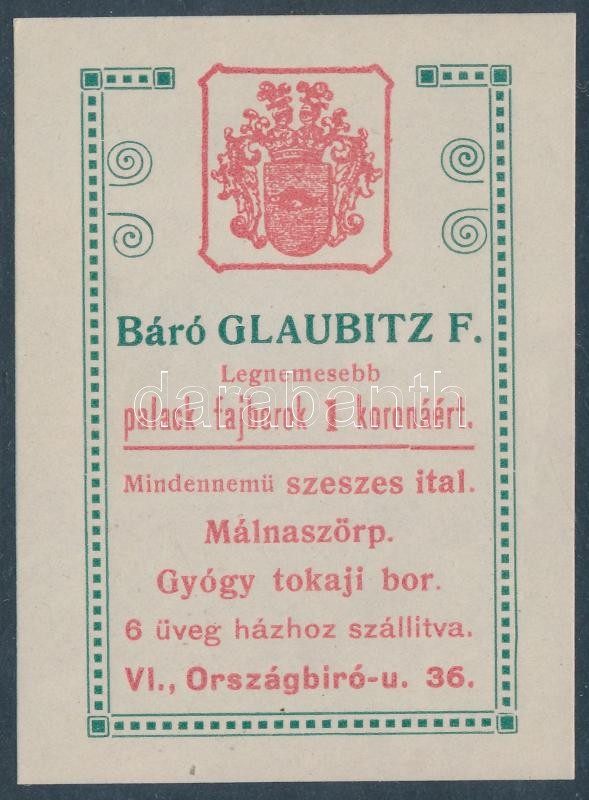 Báró GLAUBITZ F.
Legnemesebb
palack fajborok 1 koronáért.
darabanth
Mindennemü szeszes ital.
Málnaszörp.
Gyógy tokaji bor.
6 üveg házhoz szállitva.
VI., Országbiró-u. 36.